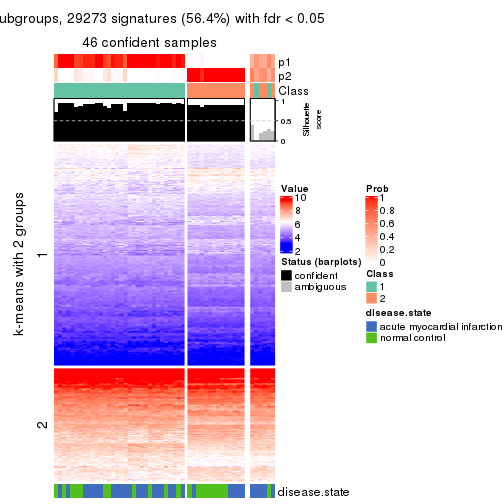 ubgroups, 29273 signatures (56.4%) with fdr < 0.05
46 confident samples
p1
p2
Class
1
0.5
0
Silhouette
score
k-means with 2 groups
1
2
Value
10
8
6
4
2
Status (barplots)
confident
ambiguous
Prob
1
0.8
0.6
0.4
0.2
0
Class
1
2
disease.state
acute myocardial infarction
normal control
disease.state